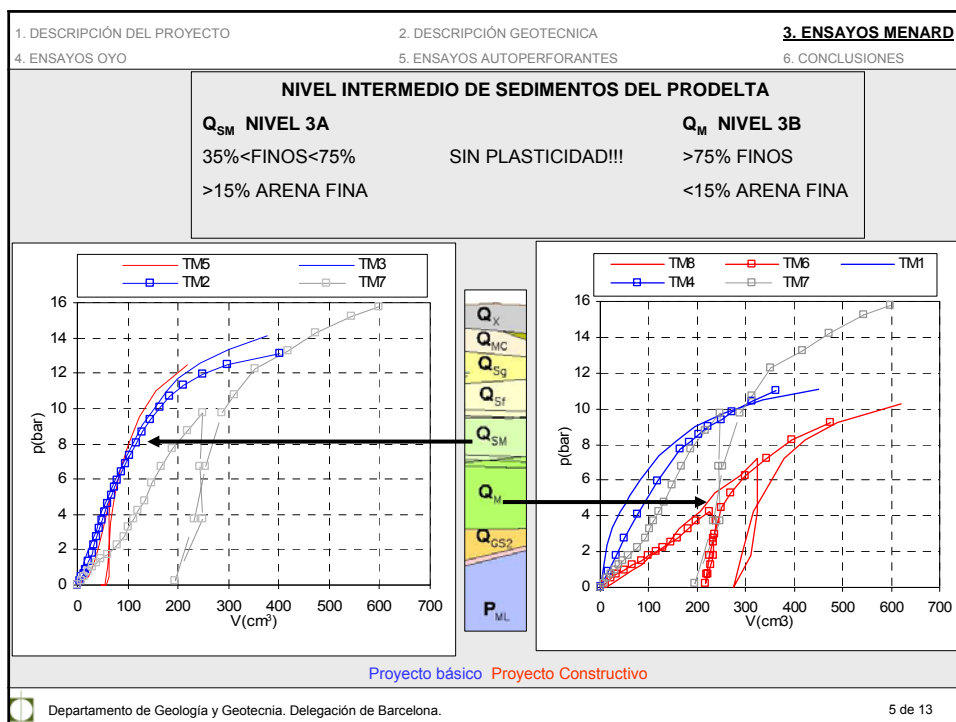 1. DESCRIPCIÓN DEL PROYECTO 2. DESCRIPCIÓN GEOTECNICA 3. ENSAYOS MENARD
4. ENSAYOS OYO 5. ENSAYOS AUTOPERFORANTES 6. CONCLUSIONES
NIVEL INTERMEDIO DE SEDIMENTOS DEL PRODELTA
QSM NIVEL 3A QM NIVEL 3B
35%<FINOS<75% SIN PLASTICIDAD!!! >75% FINOS
>15% ARENA FINA <15% ARENA FINA
TM5 TM3
TM2 TM7
16
14
12
10
8
6
4
2
0
p(bar)
0 100 200 300 400 500 600 700
V(cm³)
QX
QMC
QSg
QSf
QSM
QM
QGS2
PML
TM8 TM6 TM1
TM4 TM7
16
14
12
10
8
6
4
2
0
p(bar)
0 100 200 300 400 500 600 700
V(cm3)
Proyecto básico Proyecto Constructivo
Departamento de Geología y Geotecnia. Delegación de Barcelona. 5 de 13